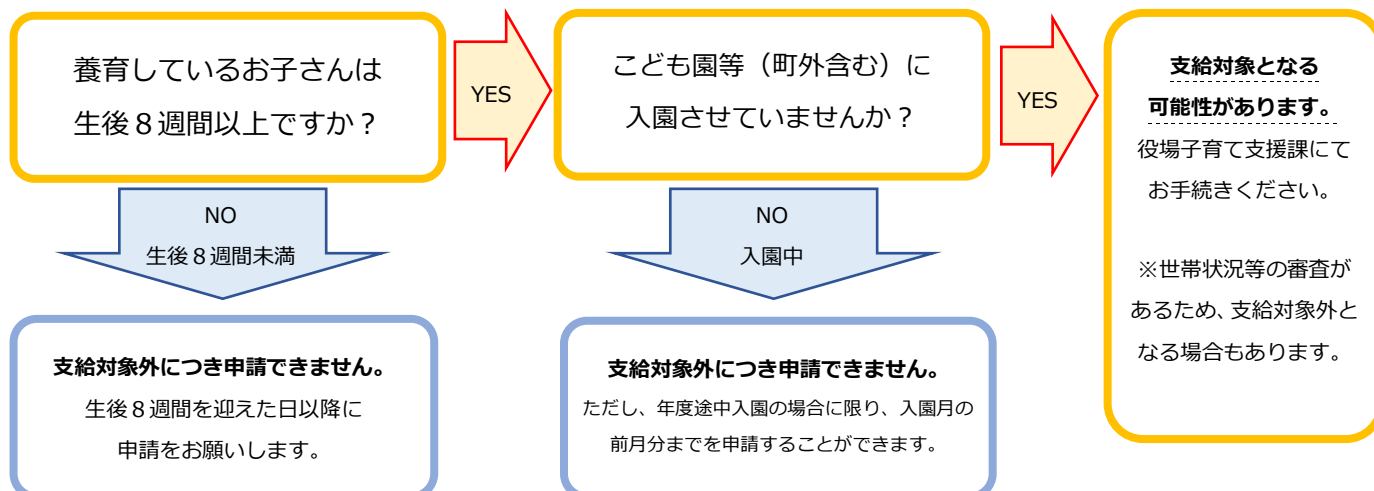 養育しているお子さんは
生後８週間以上ですか？
YES
こども園等（町外含む）に
入園させていませんか？
YES
支給対象となる
可能性があります。
役場子育て支援課にて
お手続きください。
※世帯状況等の審査が
あるため、支給対象外と
なる場合もあります。
NO
生後８週間未満
NO
入園中
支給対象外につき申請できません。
生後８週間を迎えた日以降に
申請をお願いします。
支給対象外につき申請できません。
ただし、年度途中入園の場合に限り、入園月の
前月分までを申請することができます。